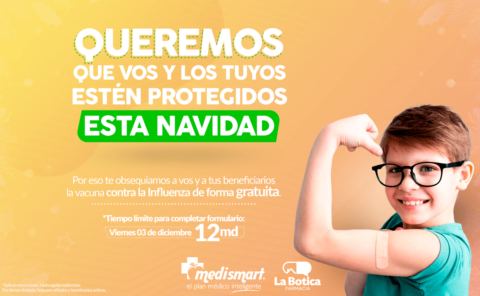 QUEREMOS
QUE VOS Y LOS TUYOS
ESTÉN PROTEGIDOS
ESTA NAVIDAD
Por eso te obsequiamos a vos y a tus beneficiarios
la vacuna contra la Influenza de forma gratuita.
*Tiempo límite para completar formulario:
Viernes 03 de diciembre 12md
medismart
el plan médico inteligente
La Botica
FARMACIA